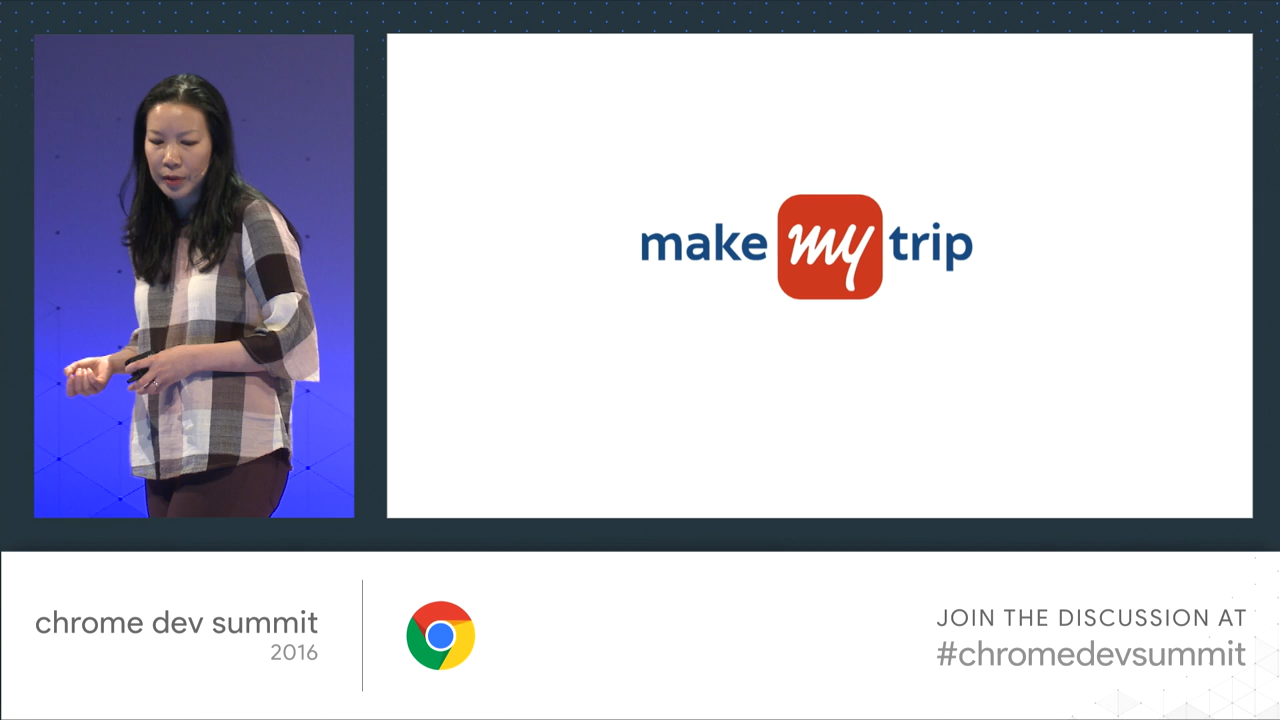 make my trip
chrome dev summit
2016
JOIN THE DISCUSSION AT
#chromedevsummit